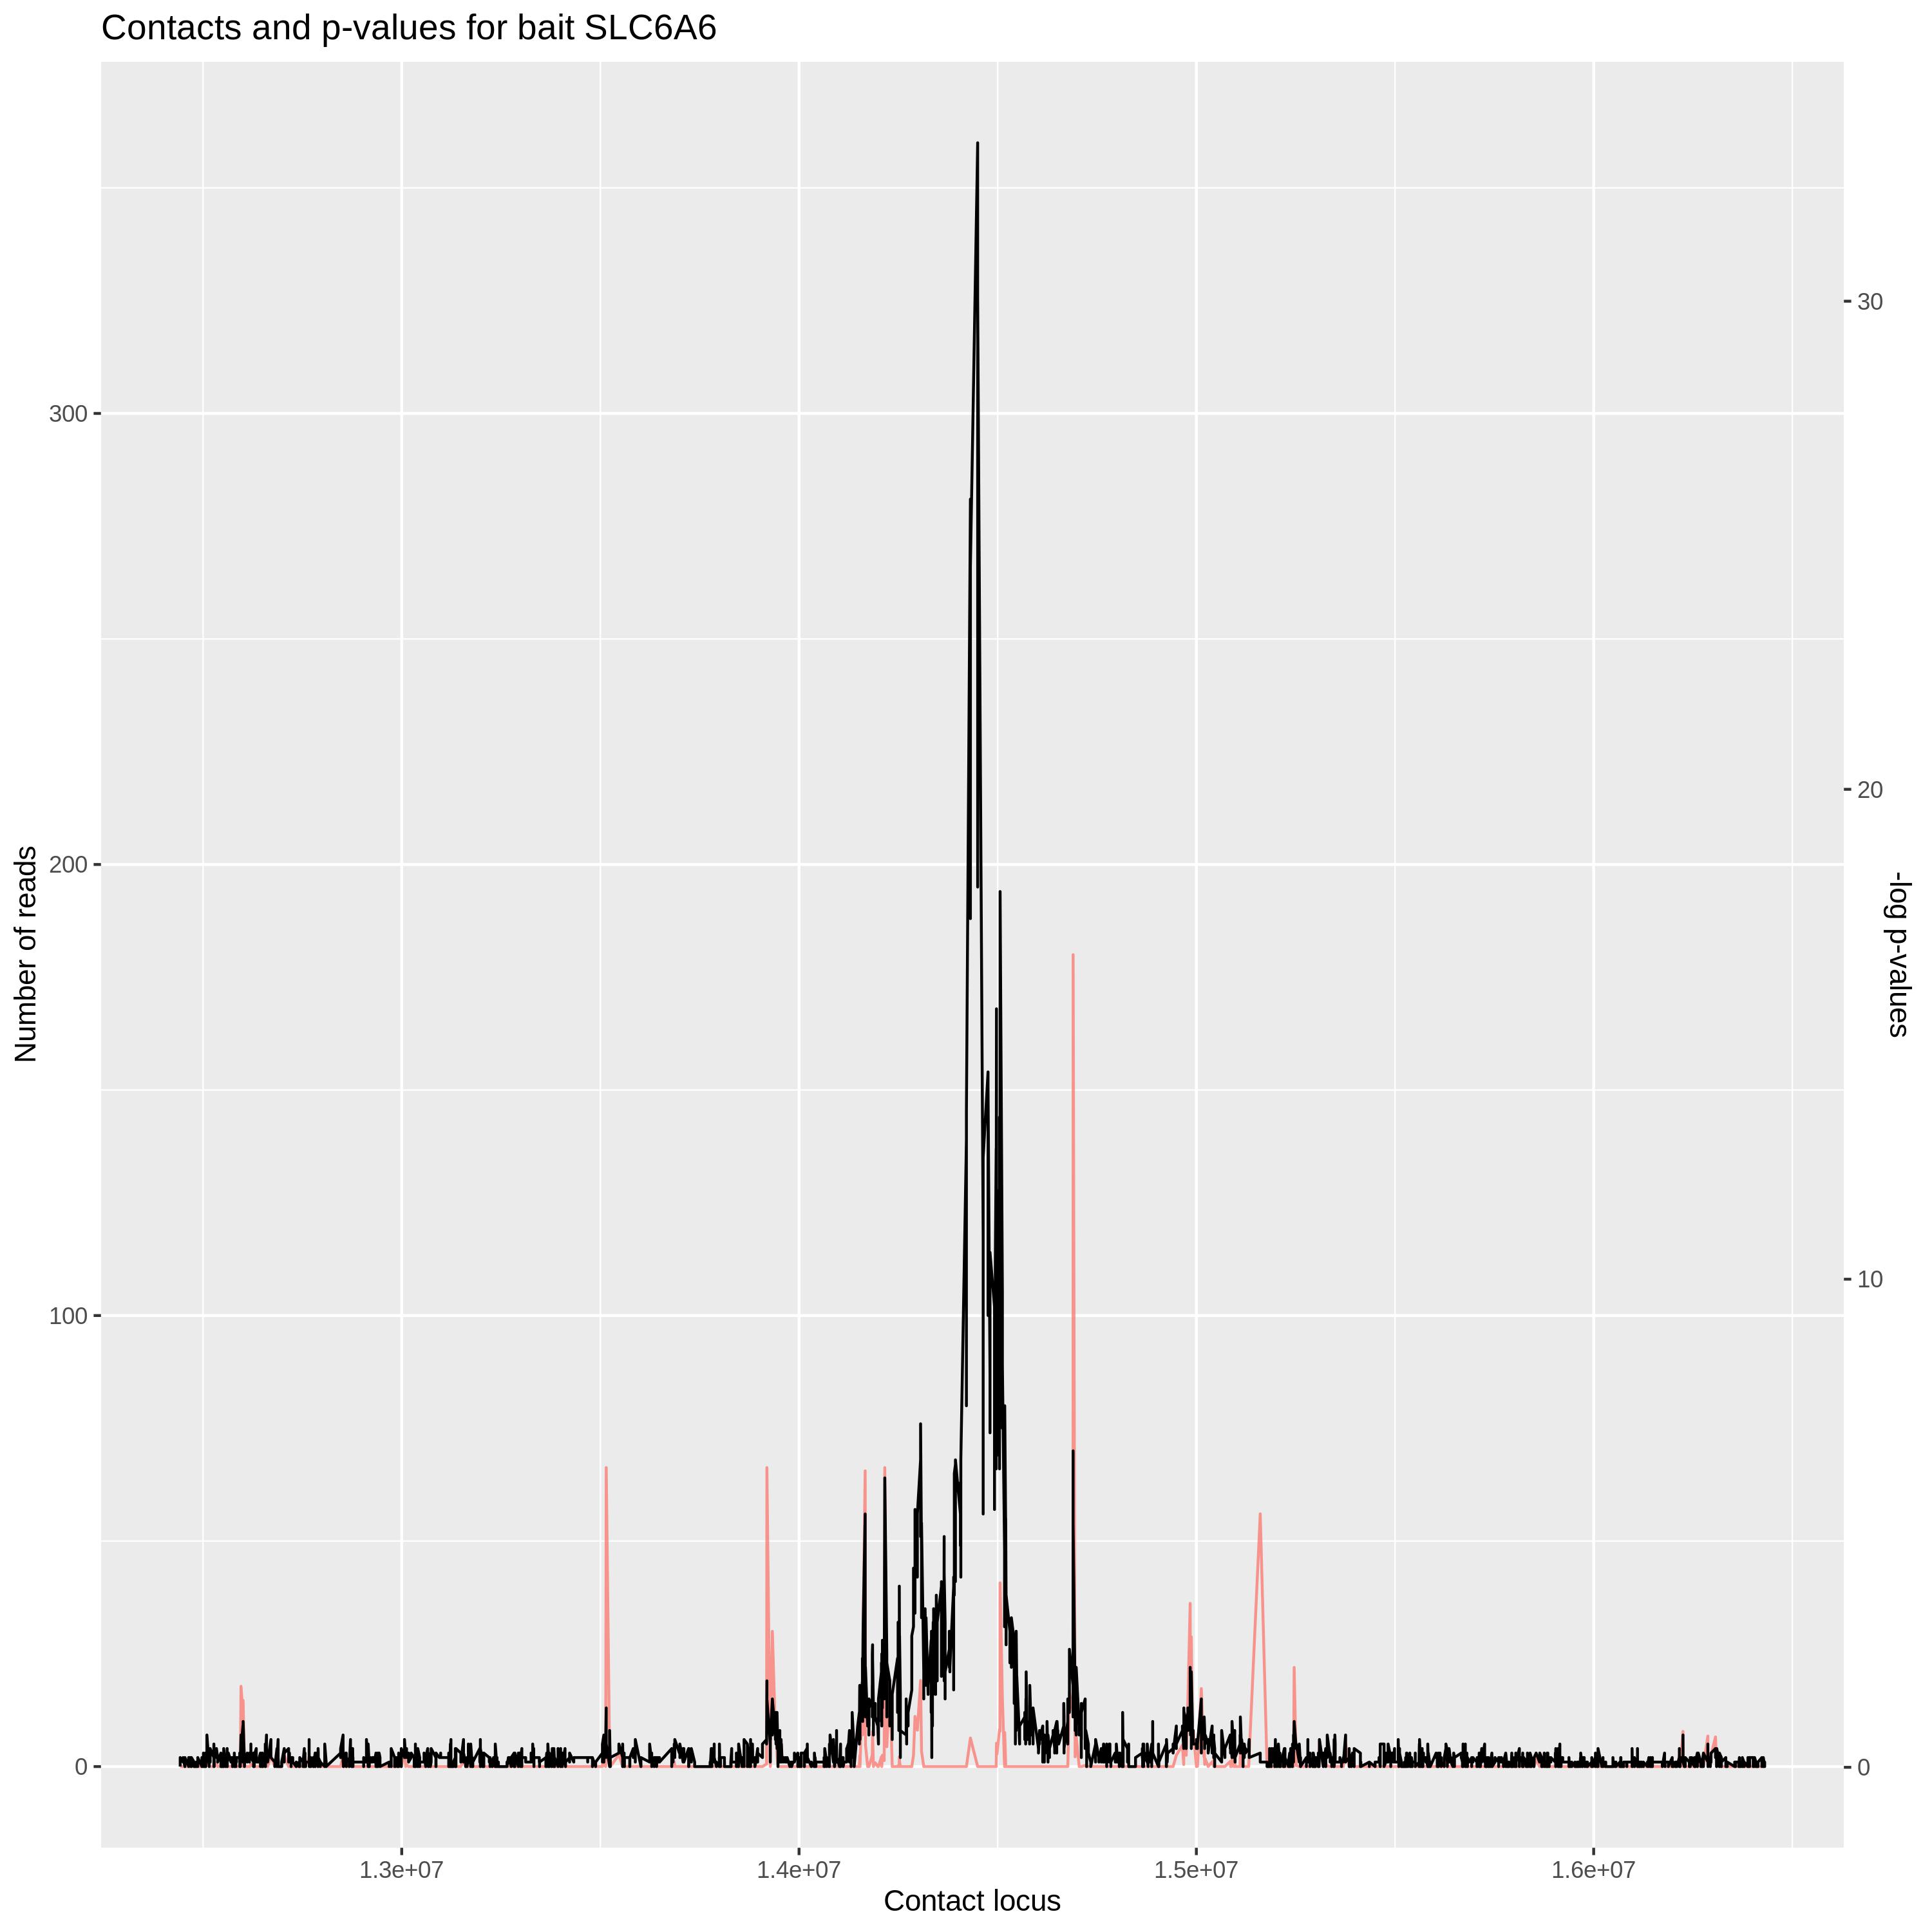 Contacts and p-values for bait SLC6A6
Number of reads
300
200
100
0
30
20
10
0
-log p-values
1.3e+07
1.4e+07
1.5e+07
1.6e+07
Contact locus